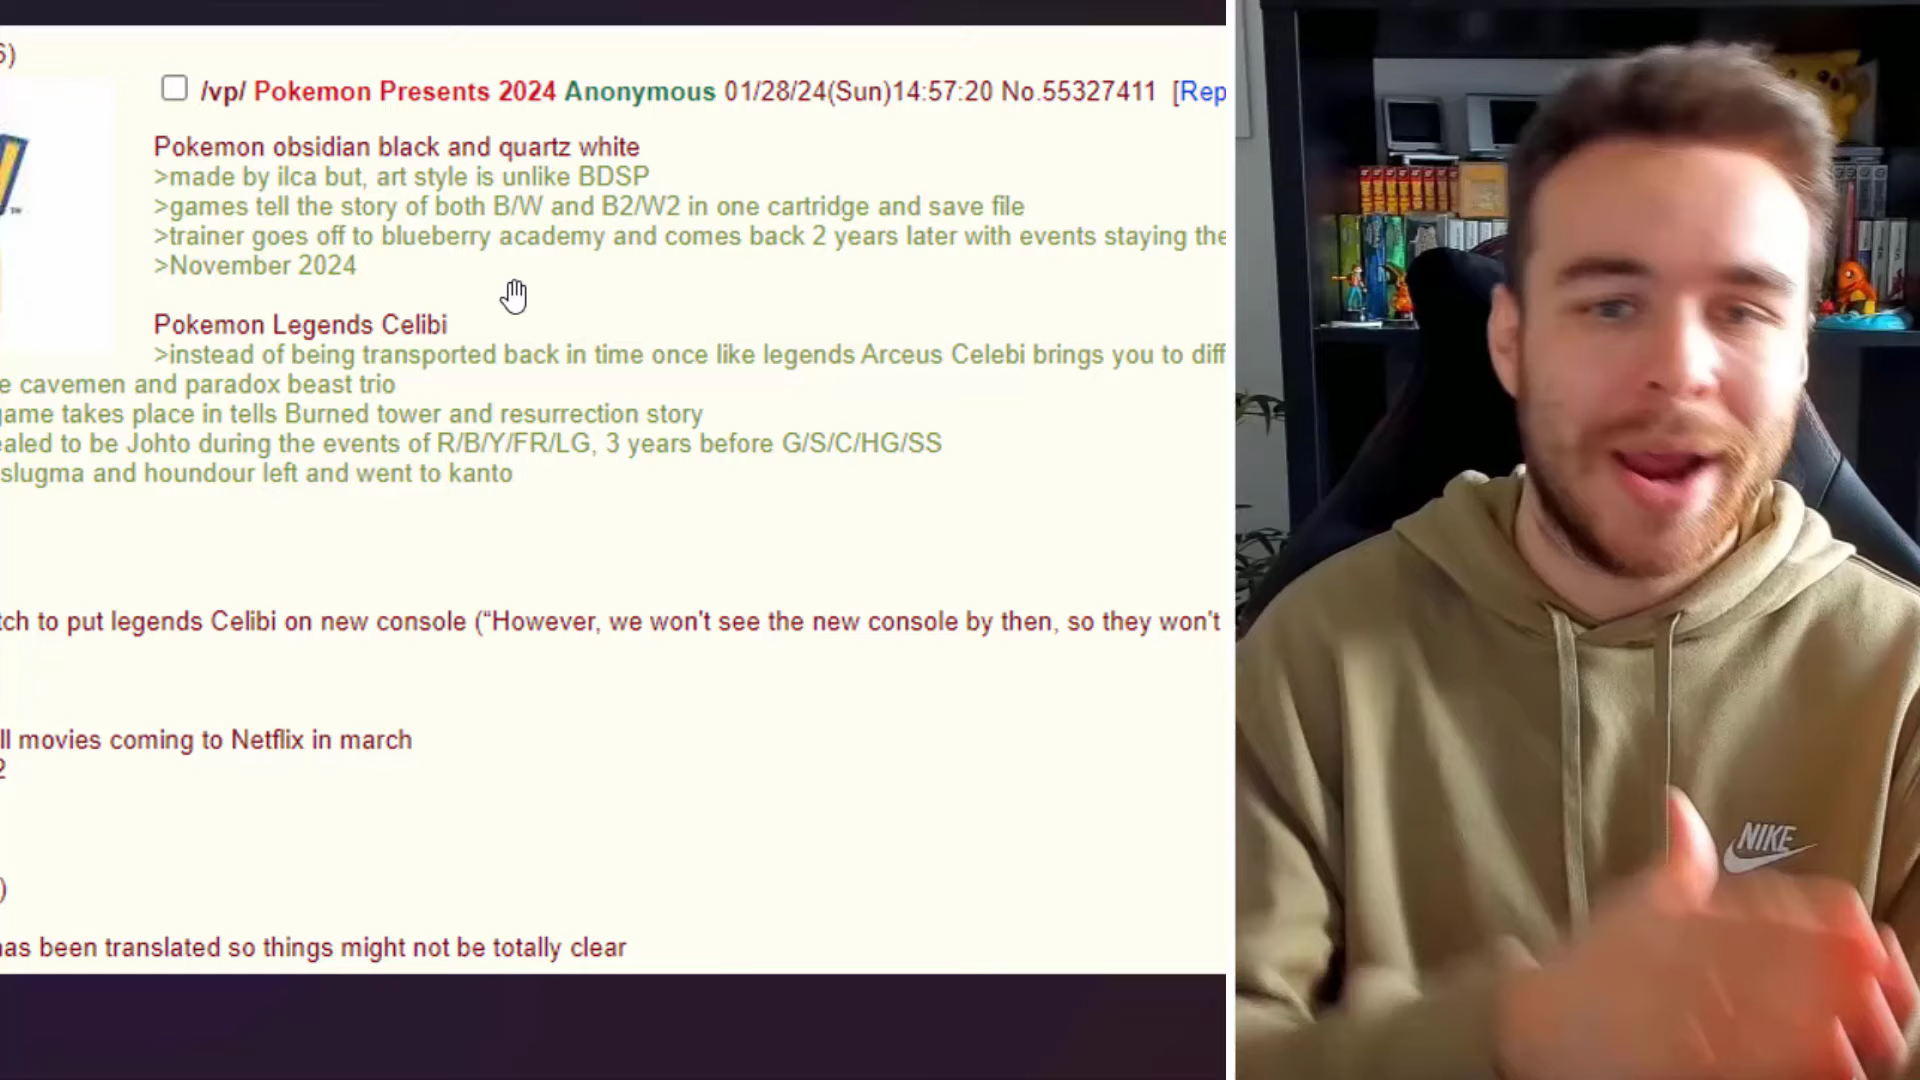 6)
/vp/ Pokemon Presents 2024 Anonymous 01/28/24(Sun)14:57:20 No.55327411 [Rep
Pokemon obsidian black and quartz white
>made by ilca but, art style is unlike BDSP
>games tell the story of both B/W and B2/W2 in one cartridge and save file
>trainer goes off to blueberry academy and comes back 2 years later with events staying the
>November 2024
TM
Pokemon Legends Celibi
>instead of being transported back in time once like legends Arceus Celebi brings you to diff
e cavemen and paradox beast trio
game takes place in tells Burned tower and resurrection story
ealed to be Johto during the events of R/B/Y/FR/LG, 3 years before G/S/C/HG/SS
slugma and houndour left and went to kanto
tch to put legends Celibi on new console (“However, we won't see the new console by then, so they won't
ll movies coming to Netflix in march
2
)
has been translated so things might not be totally clear
NIKE